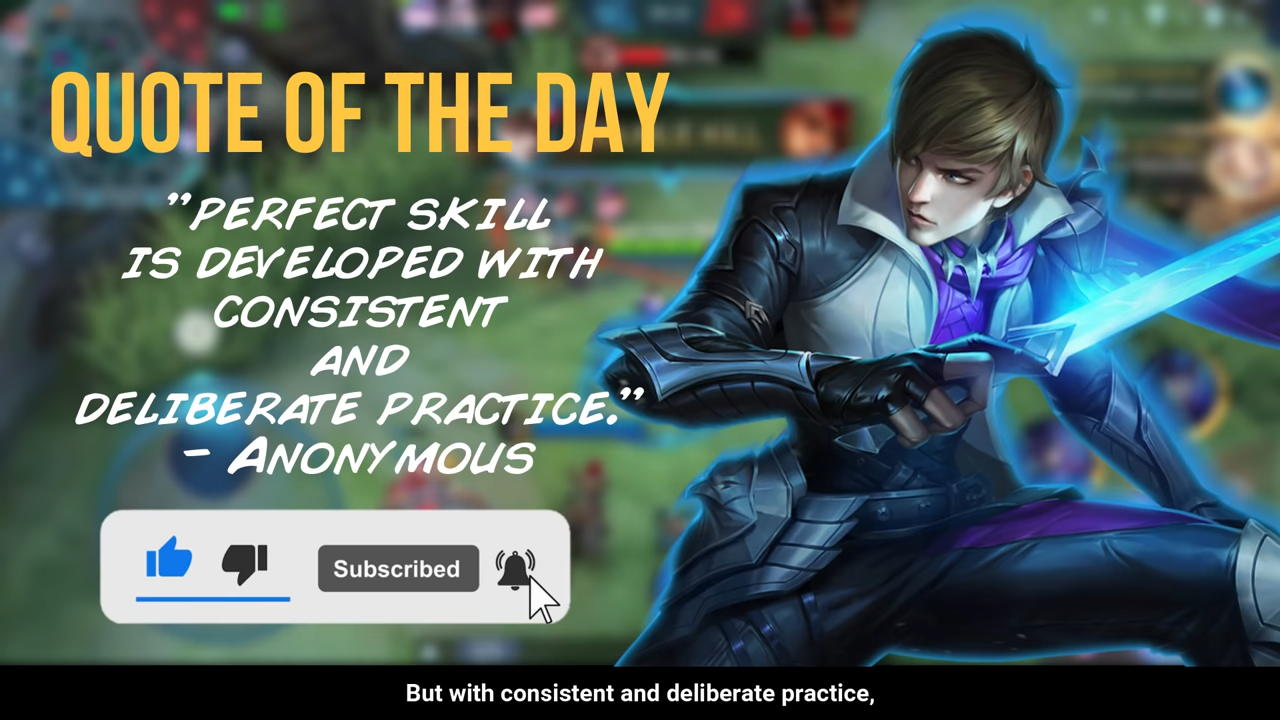 QUOTE OF THE DAY
”PERFECT SKILL
IS DEVELOPED WITH
CONSISTENT
AND
DELIBERATE PRACTICE.”
- ANONYMOUS
Subscribed
But with consistent and deliberate practice,